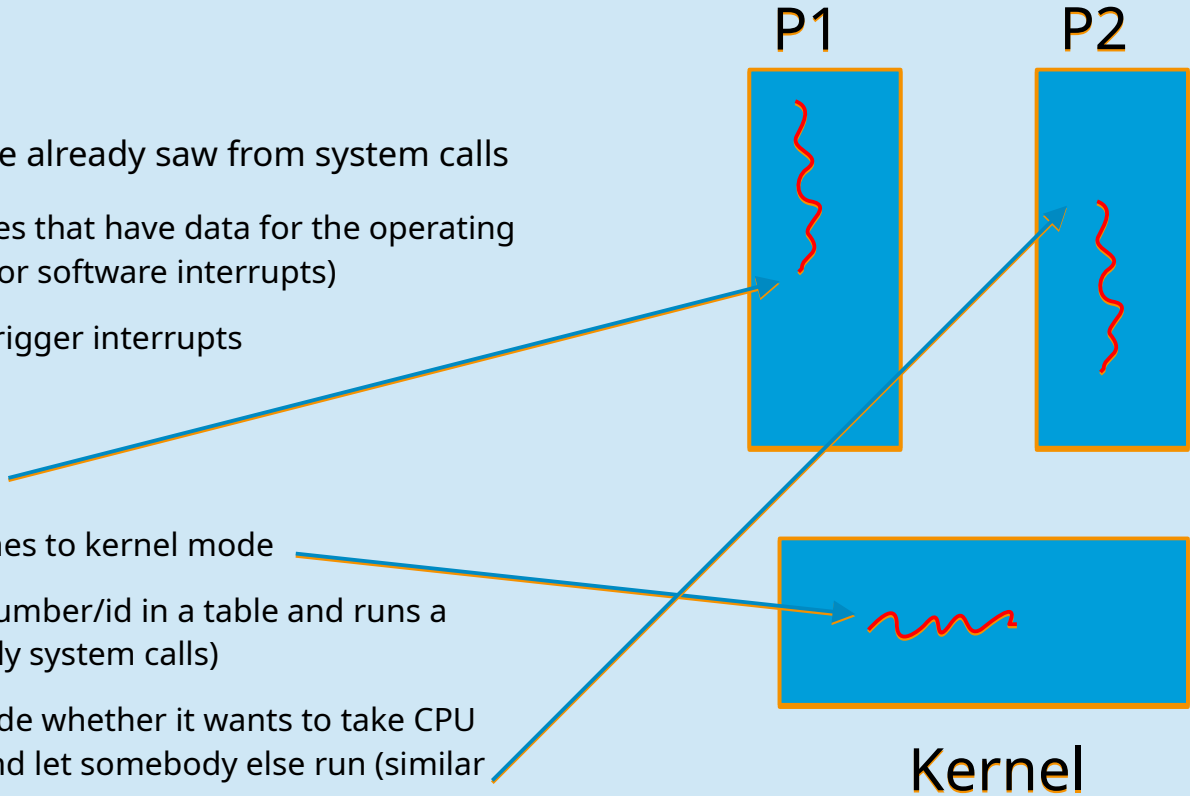 P1
P2
e already saw from system calls
es that have data for the operating
or software interrupts)
rigger interrupts
nes to kernel mode
umber/id in a table and runs a
ly system calls)
de whether it wants to take CPU
nd let somebody else run (similar
Kernel